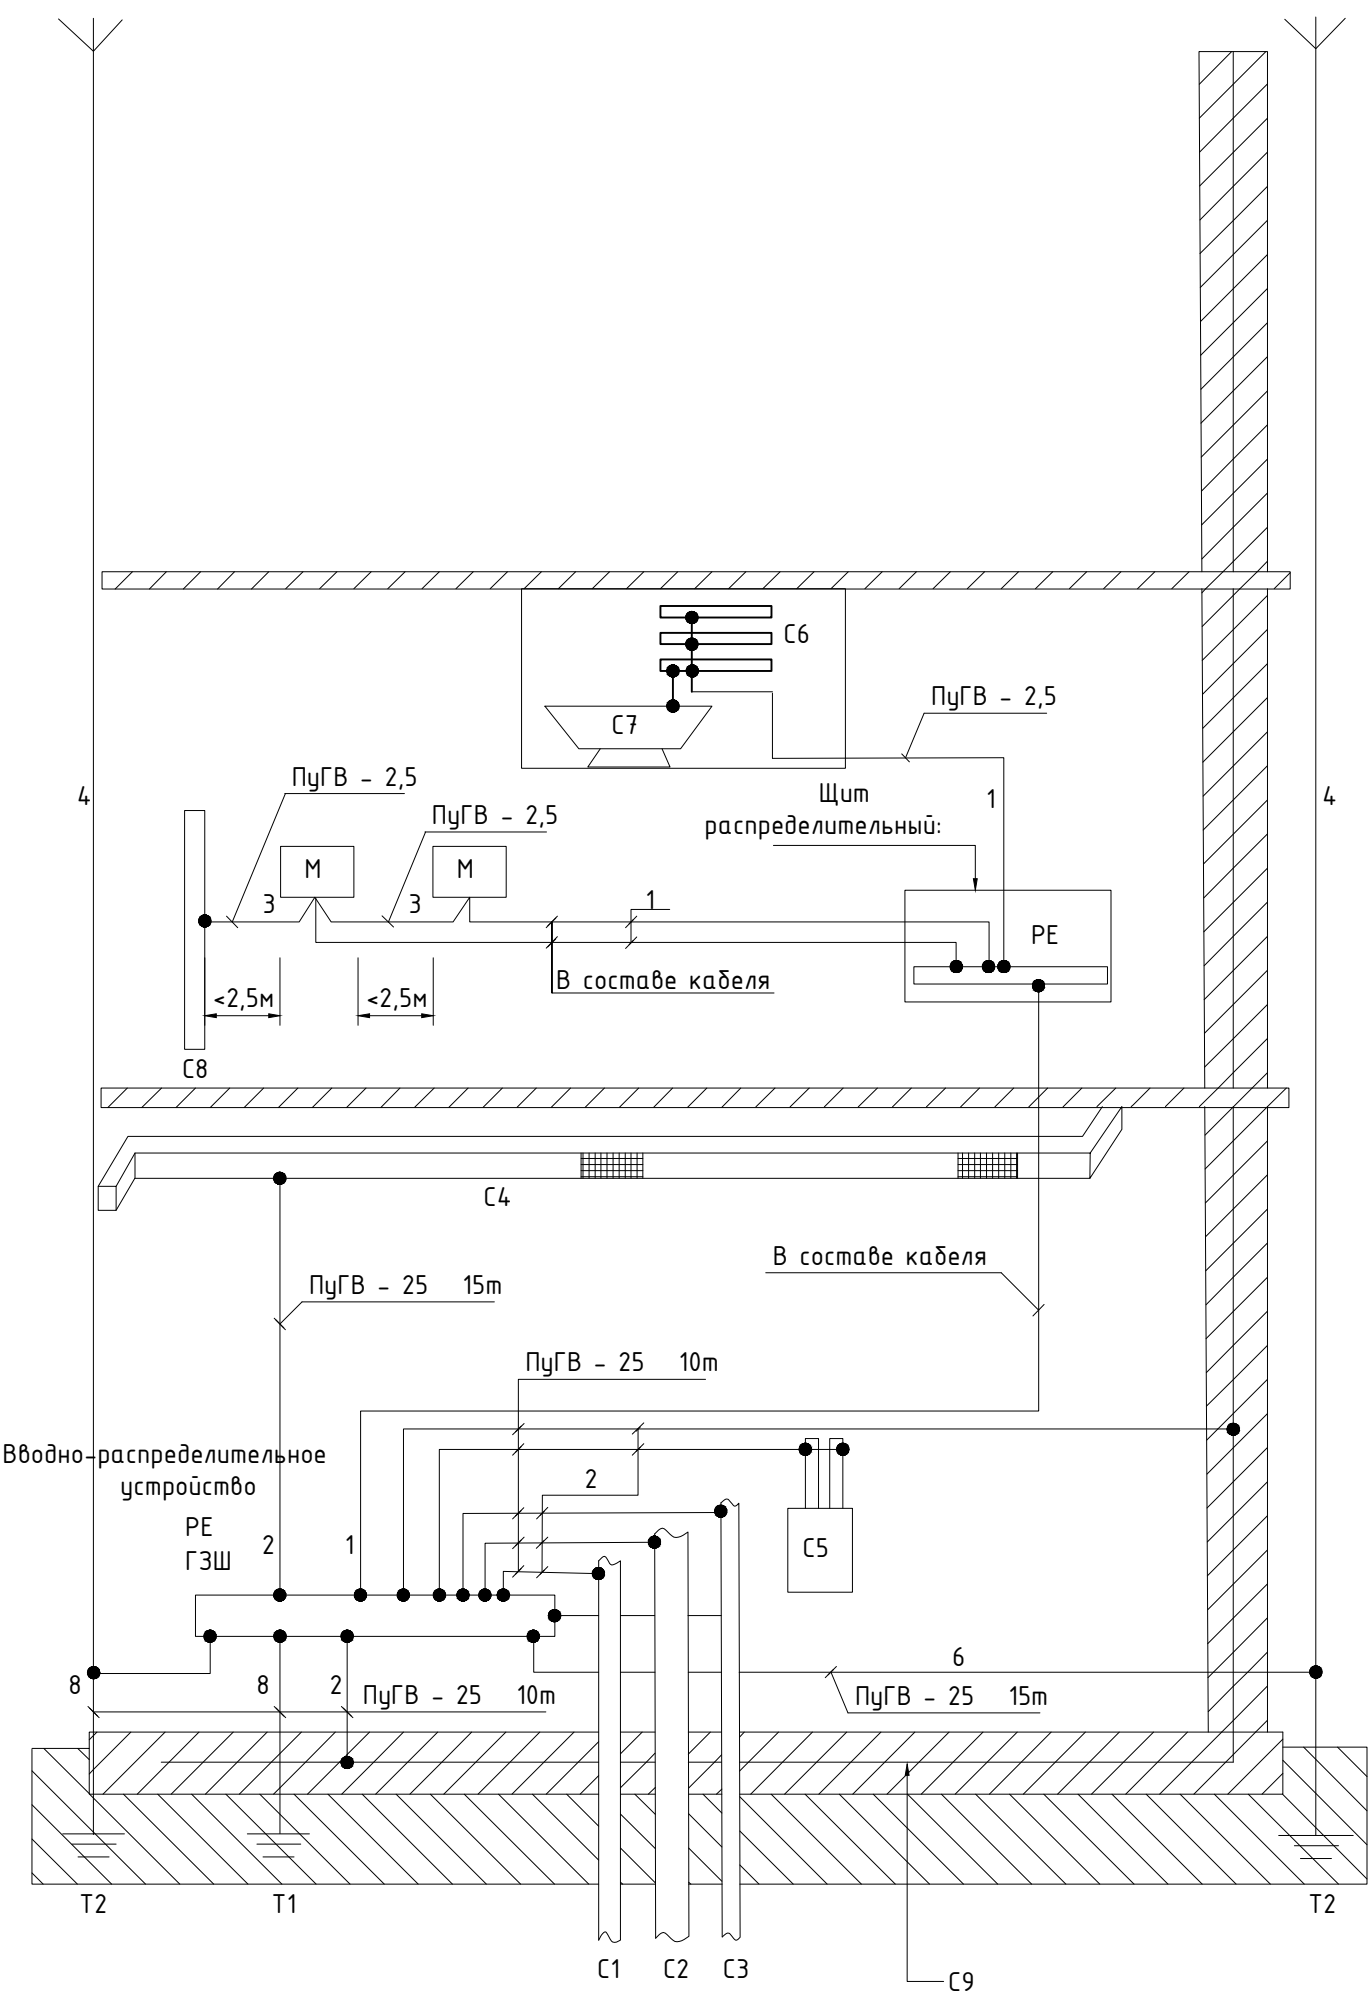 С6
ПуГВ - 2,5
С7
ПуГВ - 2,5
4
Щит
распределительный:
1
4
ПуГВ - 2,5
М
М
3
3
1
РЕ
В составе кабеля
<2,5м
<2,5м
С8
С4
В составе кабеля
ПуГВ - 25 15m
ПуГВ - 25 10m
Вводно-распределительное
устройство
2
РЕ
ГЗШ
2
1
С5
6
8
8
2
ПуГВ - 25 10m
ПуГВ - 25 15m
Т2
Т1
Т2
С1
С2
С3
С9